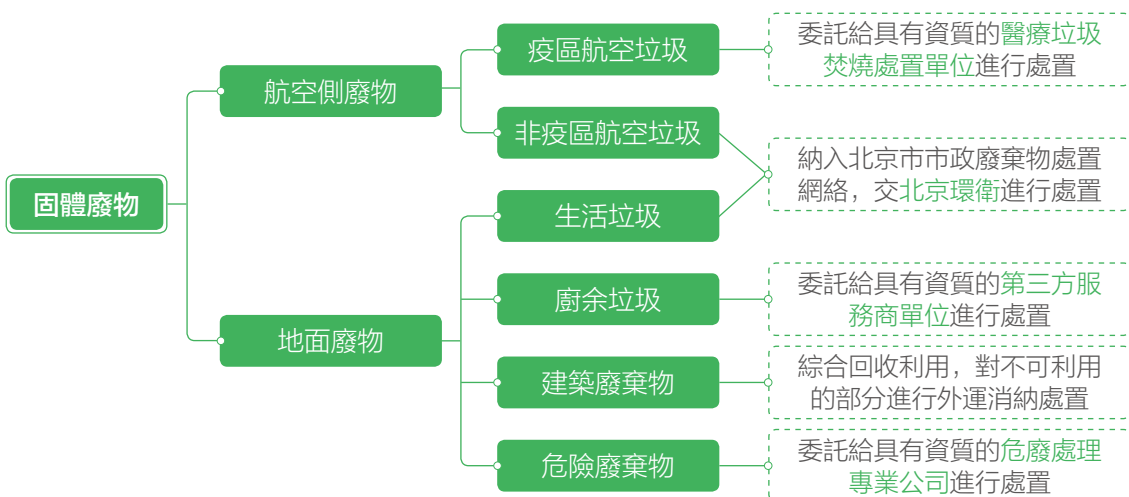 固體廢物
航空側廢物
疫區航空垃圾
委託給具有資質的醫療垃圾
焚燒處置單位進行處置
非疫區航空垃圾
納入北京市市政廢棄物處置
網絡，交北京環衛進行處置
地面廢物
生活垃圾
廚余垃圾
委託給具有資質的第三方服
務商單位進行處置
建築廢棄物
綜合回收利用，對不可利用
的部分進行外運消納處置
危險廢棄物
委託給具有資質的危廢處理
專業公司進行處置